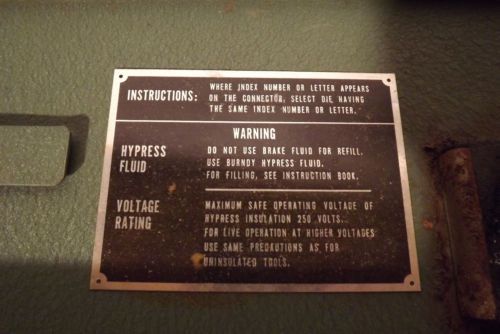 INSTRUCTIONS: WHERE INDEX NUMBER OR LETTER APPEARS
ON THE CONNECTOR, SELECT DIE HAVING
THE SAME INDEX NUMBER OR LETTER.
WARNING
HYPRESS FLUID
DO NOT USE BRAKE FLUID FOR REFILL.
USE BURNDY HYPRESS FLUID.
FOR FILLING, SEE INSTRUCTION BOOK.
VOLTAGE RATING
MAXIMUM SAFE OPERATING VOLTAGE OF
HYPRESS INSULATION 250 VOLTS.
FOR LIVE OPERATION AT HIGHER VOLTAGES
USE SAME PRECAUTIONS AS FOR
UNINSULATED TOOLS.